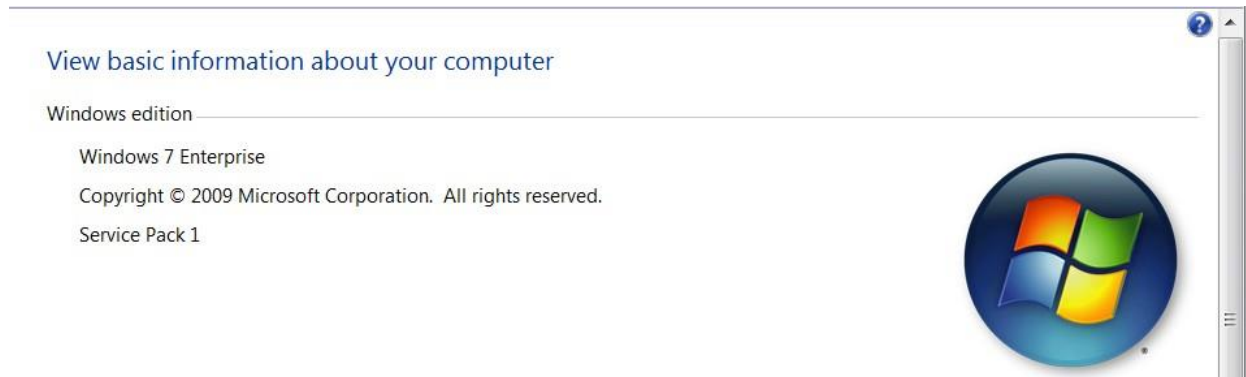 View basic information about your computer
Windows edition
Windows 7 Enterprise
Copyright © 2009 Microsoft Corporation.  All rights reserved.
Service Pack 1